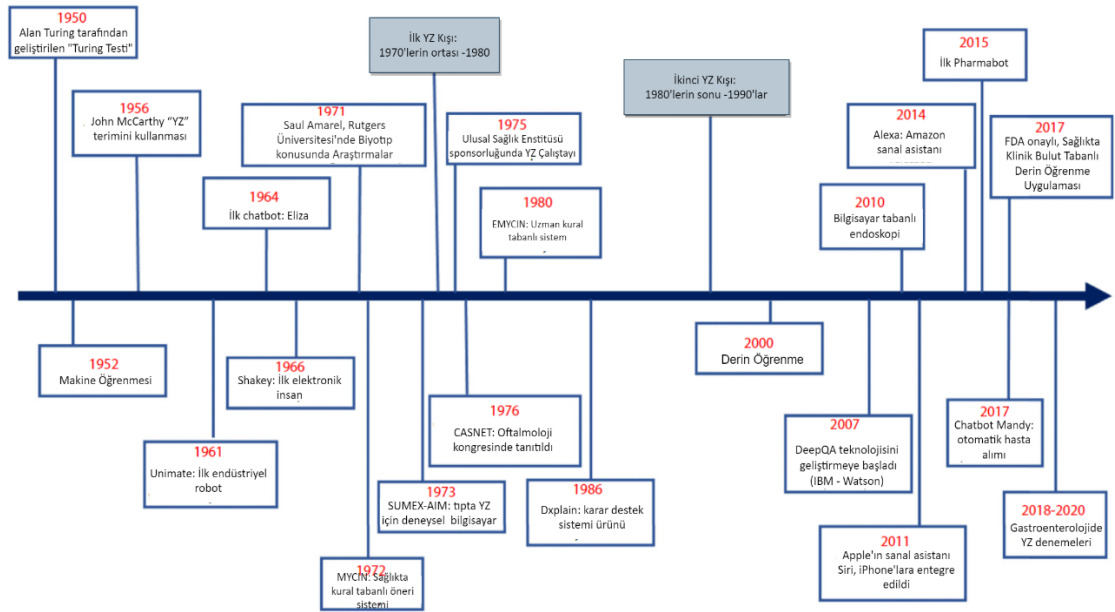 1950
Alan Turing tarafından
geliştirilen "Turing Testi"
1956
John McCarthy “YZ”
terimini kullanması
1964
İlk chatbot: Eliza
1971
Saul Amarel, Rutgers
Üniversitesi'nde Biyotıp
konusunda Araştırmalar
İlk YZ Kışı:
1970'lerin ortası -1980
1975
Ulusal Sağlık Enstitüsü
sponsorluğunda YZ Çalıştayı
1980
EMYCIN: Uzman kural
tabanlı sistem
İkinci YZ Kışı:
1980'lerin sonu -1990'lar
2010
Bilgisayar tabanlı
endoskopi
2014
Alexa: Amazon
sanal asistanı
2015
İlk Pharmabot
2017
FDA onaylı, Sağlıkta
Klinik Bulut Tabanlı
Derin Öğrenme
Uygulaması
1952
Makine Öğrenmesi
1961
Unimate: İlk endüstriyel
robot
1966
Shakey: İlk elektronik
insan
1972
MYCIN: Sağlıkta
kural tabanlı öneri
sistemi
1973
SUMEX-AIM: tıpta YZ
için deneysel bilgisayar
1976
CASNET: Oftalmoloji
kongresinde tanıtıldı
1986
Dxplain: karar destek
sistemi ürünü
2000
Derin Öğrenme
2007
DeepQA teknolojisini
geliştirmeye başladı
(IBM - Watson)
2011
Apple'ın sanal asistanı
Siri, iPhone'lara entegre
edildi
2017
Chatbot Mandy:
otomatik hasta
alımı
2018-2020
Gastroenterolojide
YZ denemeleri